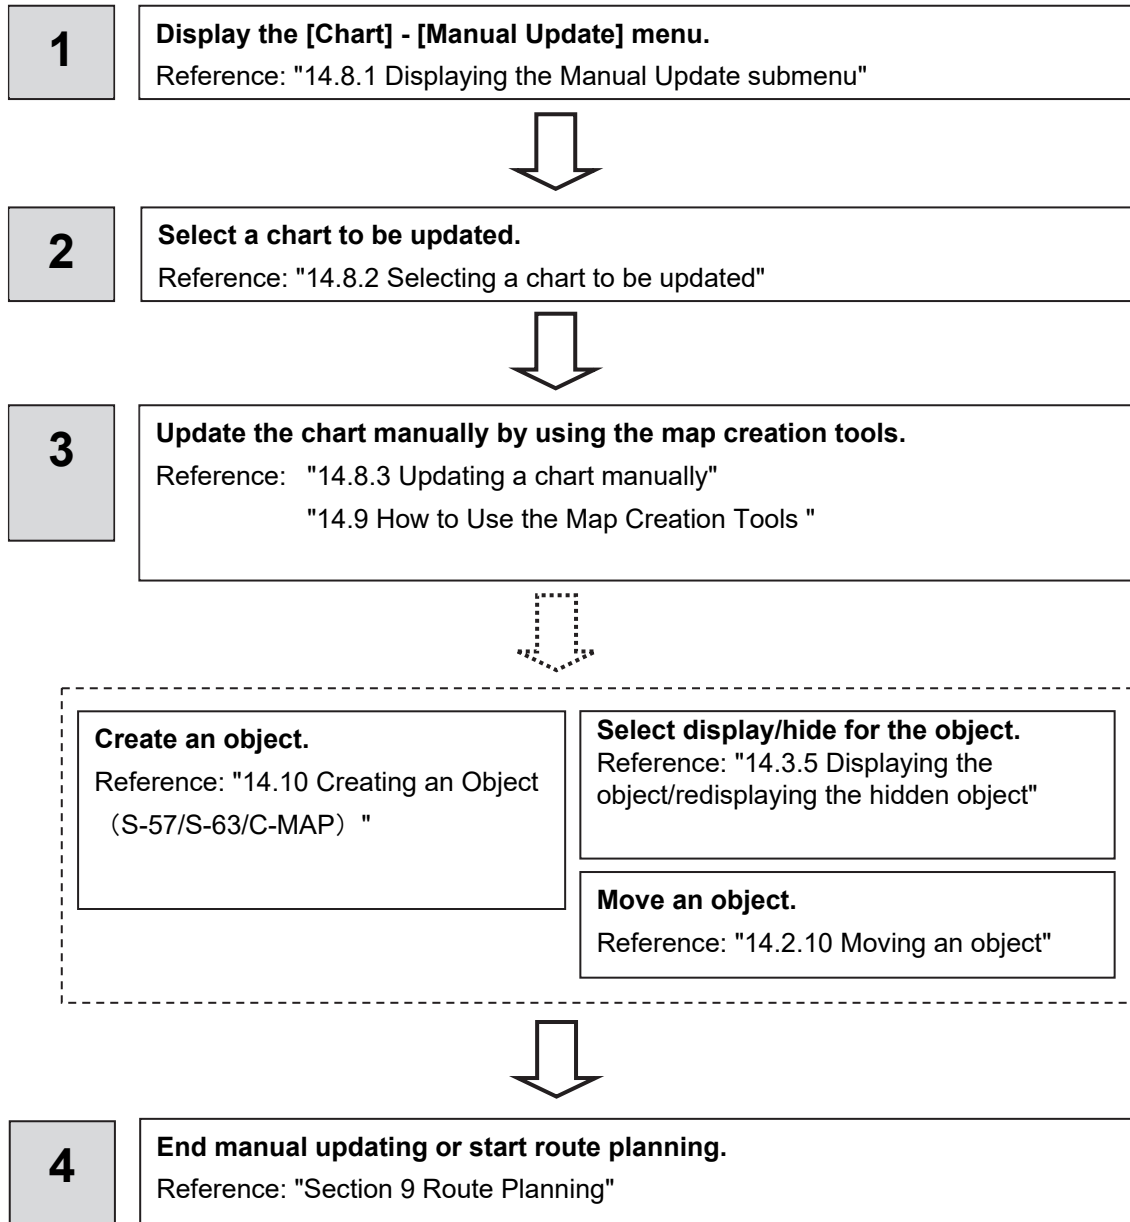 1
Display the [Chart] - [Manual Update] menu.
Reference: "14.8.1 Displaying the Manual Update submenu"
2
Select a chart to be updated.
Reference: "14.8.2 Selecting a chart to be updated"
3
Update the chart manually by using the map creation tools.
Reference: "14.8.3 Updating a chart manually"
"14.9 How to Use the Map Creation Tools "
Create an object.
Reference: "14.10 Creating an Object
（S-57/S-63/C-MAP）"
Select display/hide for the object.
Reference: "14.3.5 Displaying the
object/redisplaying the hidden object"
Move an object.
Reference: "14.2.10 Moving an object"
4
End manual updating or start route planning.
Reference: "Section 9 Route Planning"